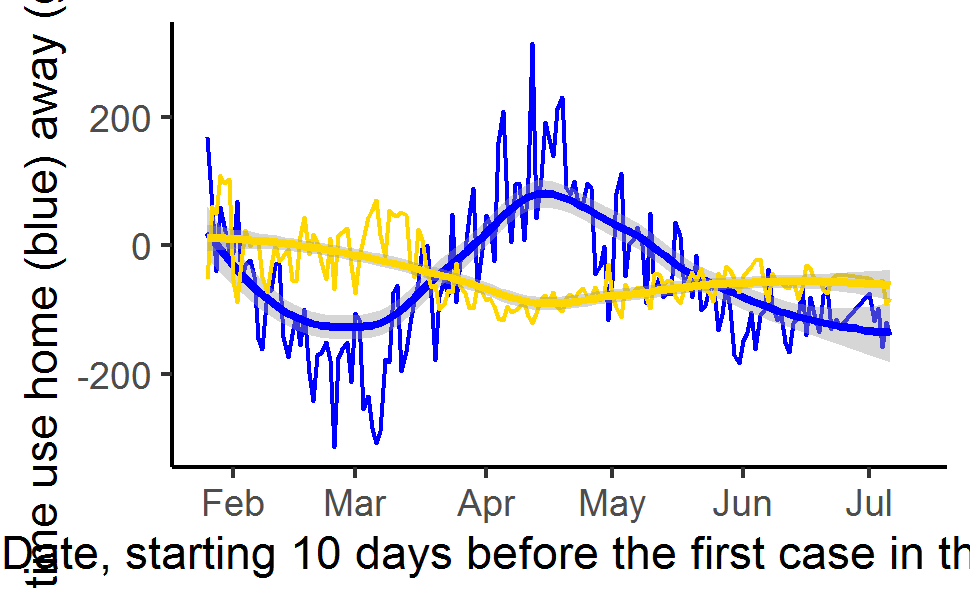 time use home (blue) away (
200
0
-200
Feb Mar Apr May Jun Jul
Date, starting 10 days before the first case in th